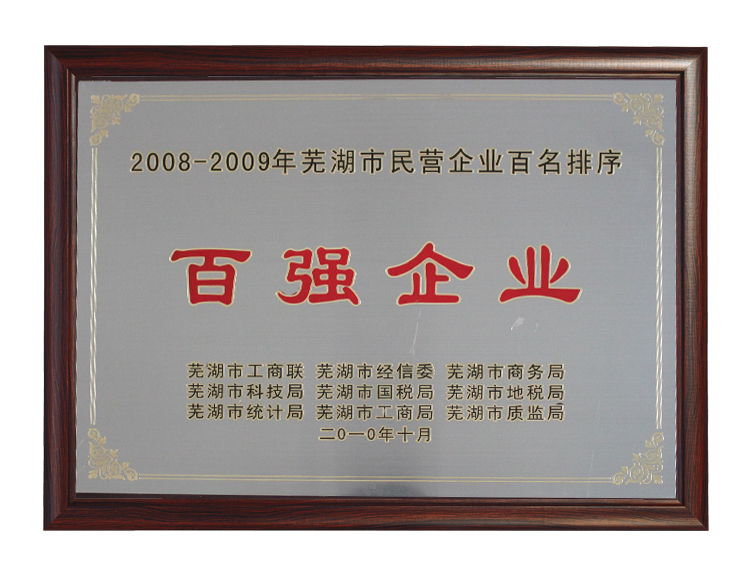 2008-2009年芜湖市民营企业百名排序
百强企业
芜湖市工商联 芜湖市经信委 芜湖市商务局
芜湖市科技局 芜湖市国税局 芜湖市地税局
芜湖市统计局 芜湖市工商局 芜湖市质监局
二〇一〇年十月